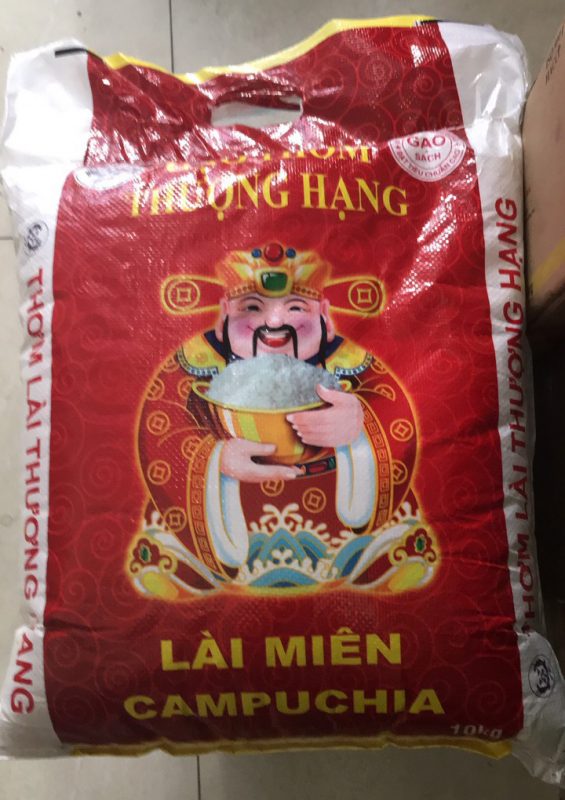 THƯỢNG HẠNG
GẠO
SẠCH
THƠM LÀI THƯỢNG HẠNG
THƠM LÀI THƯỢNG HẠNG
LÀI MIÊN
CAMPUCHIA
10kg